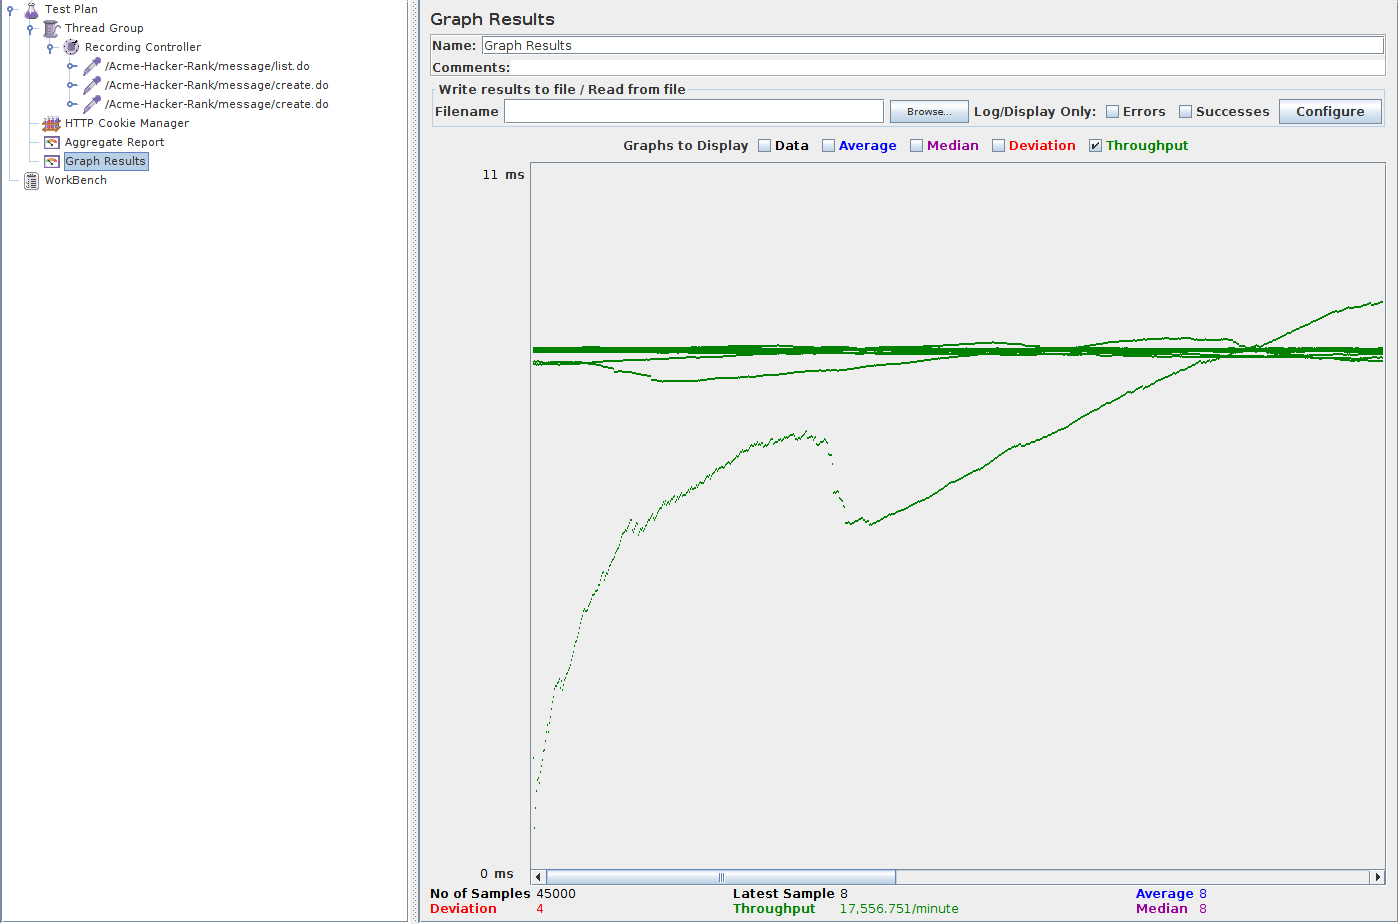 Test Plan
Thread Group
Recording Controller
/Acme-Hacker-Rank/message/list.do
/Acme-Hacker-Rank/message/create.do
/Acme-Hacker-Rank/message/create.do
HTTP Cookie Manager
Aggregate Report
Graph Results
WorkBench
Graph Results
Name: Graph Results
Comments:
Write results to file / Read from file
Filename Browse... Log/Display Only: Errors Successes Configure
Graphs to Display Data Average Median Deviation Throughput
11 ms
0 ms
No of Samples 45000 Latest Sample 8 Average 8
Deviation 4 Throughput 17,556.751/minute Median 8